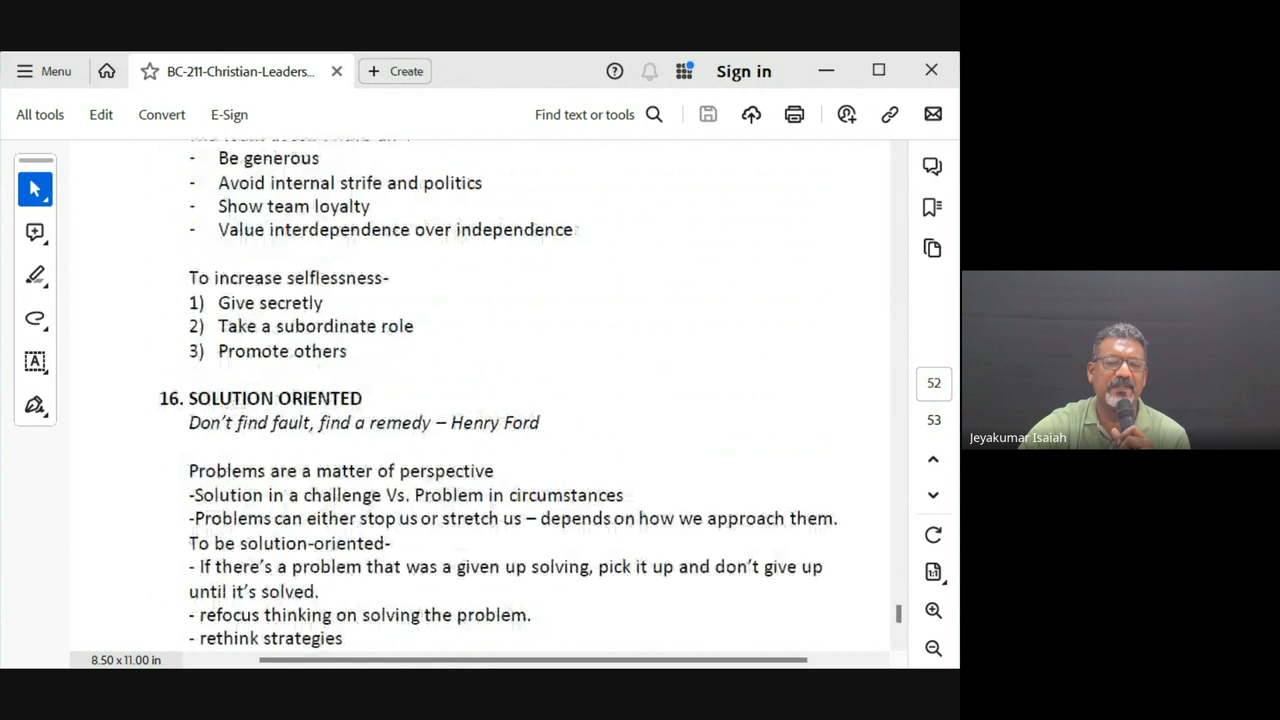 Menu
BC-211-Christian-Leaders...
Create
Sign in
All tools
Edit
Convert
E-Sign
Find text or tools
- Be generous
- Avoid internal strife and politics
- Show team loyalty
- Value interdependence over independence
To increase selflessness-
1) Give secretly
2) Take a subordinate role
3) Promote others
16. SOLUTION ORIENTED
Don't find fault, find a remedy – Henry Ford
Problems are a matter of perspective
-Solution in a challenge Vs. Problem in circumstances
-Problems can either stop us or stretch us – depends on how we approach them.
To be solution-oriented-
- If there's a problem that was a given up solving, pick it up and don't give up
until it's solved.
- refocus thinking on solving the problem.
- rethink strategies
8.50 x 11.00 in
52
53
1:1
Jeyakumar Isaiah